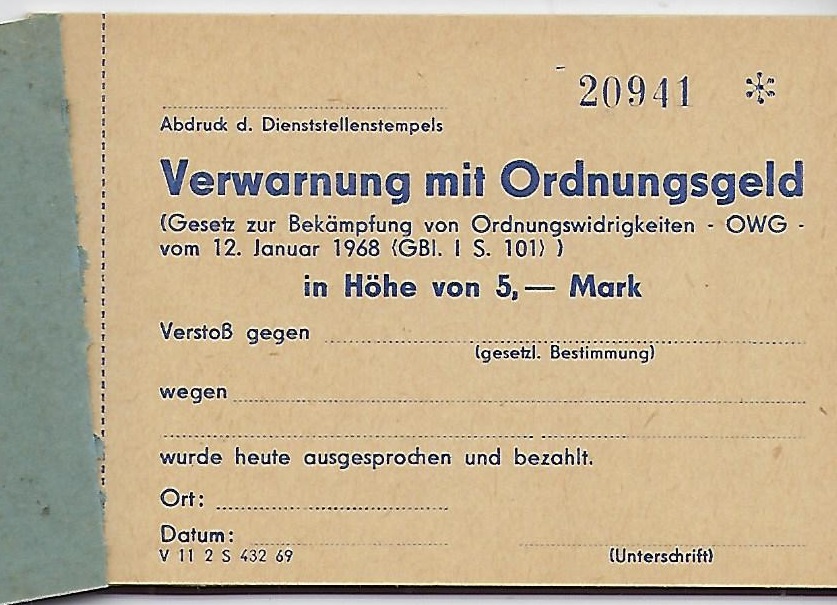 20941 *
Abdruck d. Dienststellenstempels
Verwarnung mit Ordnungsgeld
(Gesetz zur Bekämpfung von Ordnungswidrigkeiten - OWG -
vom 12. Januar 1968 (GBl. I S. 101) )
in Höhe von 5,— Mark
Verstoß gegen
(gesetzl. Bestimmung)
wegen
wurde heute ausgesprochen und bezahlt.
Ort:
Datum:
V 11 2 S 432 69
(Unterschrift)